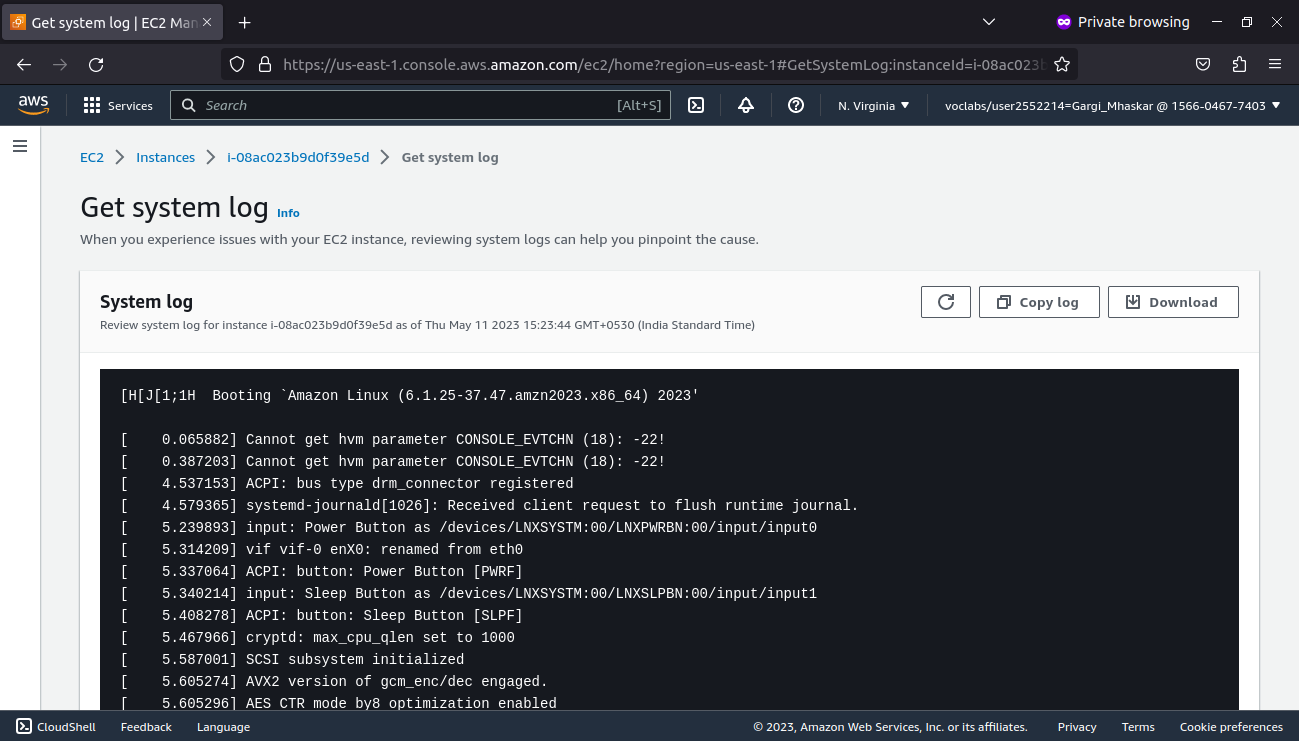 Get system log | EC2 Man
Private browsing
https://us-east-1.console.aws.amazon.com/ec2/home?region=us-east-1#GetSystemLog:instanceId=i-08ac023b
aws
Services
Search
[Alt+S]
N. Virginia
voclabs/user2552214=Gargi_Mhaskar @ 1566-0467-7403
EC2 > Instances > i-08ac023b9d0f39e5d > Get system log
Get system log Info
When you experience issues with your EC2 instance, reviewing system logs can help you pinpoint the cause.
System log
Copy log
Download
Review system log for instance i-08ac023b9d0f39e5d as of Thu May 11 2023 15:23:44 GMT+0530 (India Standard Time)
[H[J[1;1H  Booting `Amazon Linux (6.1.25-37.47.amzn2023.x86_64) 2023'
[    0.065882] Cannot get hvm parameter CONSOLE_EVTCHN (18): -22!
[    0.387203] Cannot get hvm parameter CONSOLE_EVTCHN (18): -22!
[    4.537153] ACPI: bus type drm_connector registered
[    4.579365] systemd-journald[1026]: Received client request to flush runtime journal.
[    5.239893] input: Power Button as /devices/LNXSYSTM:00/LNXPWRBN:00/input/input0
[    5.314209] vif vif-0 enX0: renamed from eth0
[    5.337064] ACPI: button: Power Button [PWRF]
[    5.340214] input: Sleep Button as /devices/LNXSYSTM:00/LNXSLPBN:00/input/input1
[    5.408278] ACPI: button: Sleep Button [SLPF]
[    5.467966] cryptd: max_cpu_qlen set to 1000
[    5.587001] SCSI subsystem initialized
[    5.605274] AVX2 version of gcm_enc/dec engaged.
[    5.605296] AES CTR mode by8 optimization enabled
CloudShell
Feedback
Language
© 2023, Amazon Web Services, Inc. or its affiliates.
Privacy
Terms
Cookie preferences